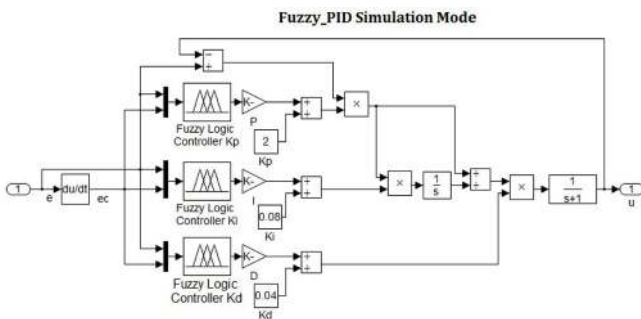 Fuzzy_PID Simulation Mode
−
+
K-
+
+
×
Fuzzy Logic
Controller Kp
P
2
Kp
1
e
du/dt
ec
K-
+
+
×
1
s
+
+
×
1
s+1
1
u
Fuzzy Logic
Controller Ki
I
0.08
Ki
K-
+
+
Fuzzy Logic
Controller Kd
D
0.04
Kd